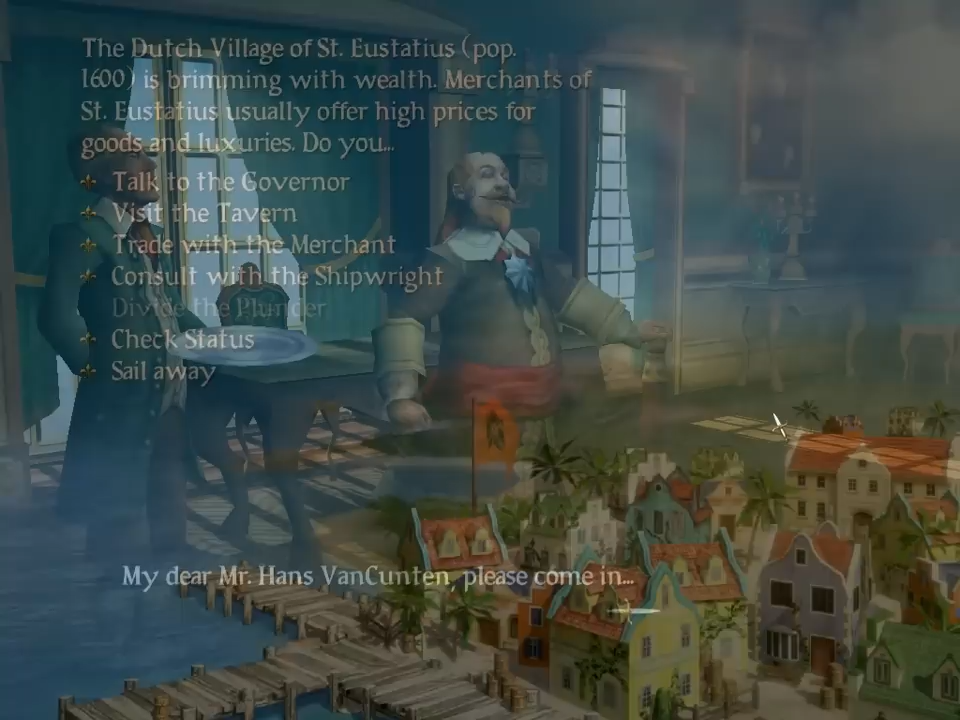 The Dutch Village of St. Eustatius (pop.
1600) is brimming with wealth. Merchants of
St. Eustatius usually offer high prices for
goods and luxuries. Do you...
Talk to the Governor
Visit the Tavern
Trade with the Merchant
Consult with the Shipwright
Divide the Plunder
Check Status
Sail away
My dear Mr. Hans VanCunten, please come in...